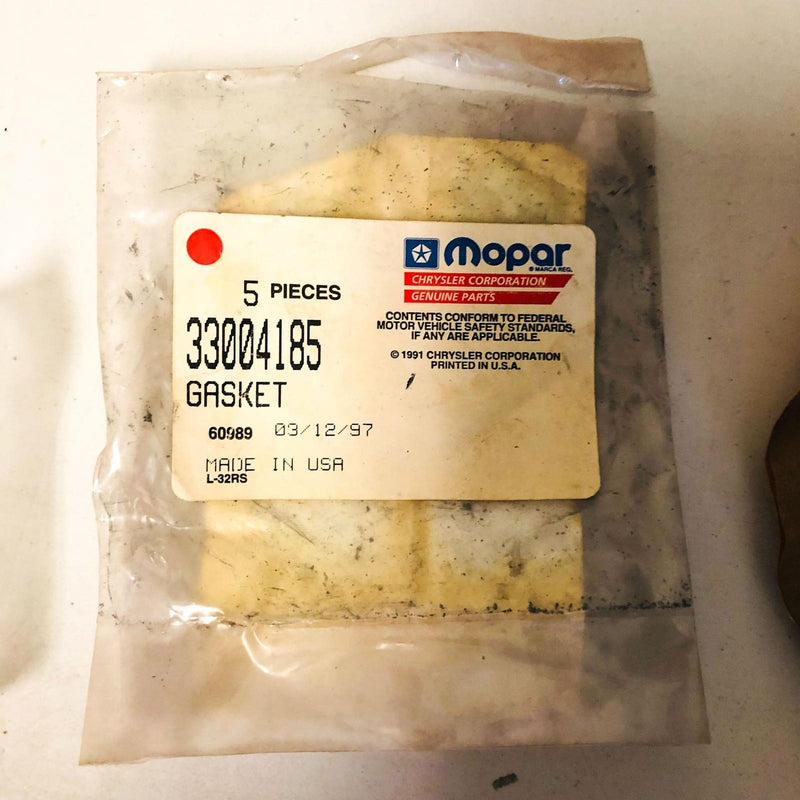 5 PIECES
33004185
GASKET
60989 03/12/97
MADE IN USA
L-32RS
Mopar
® MARCA REG.
CHRYSLER CORPORATION
GENUINE PARTS
CONTENTS CONFORM TO FEDERAL
MOTOR VEHICLE SAFETY STANDARDS,
IF ANY ARE APPLICABLE.
© 1991 CHRYSLER CORPORATION
PRINTED IN U.S.A.